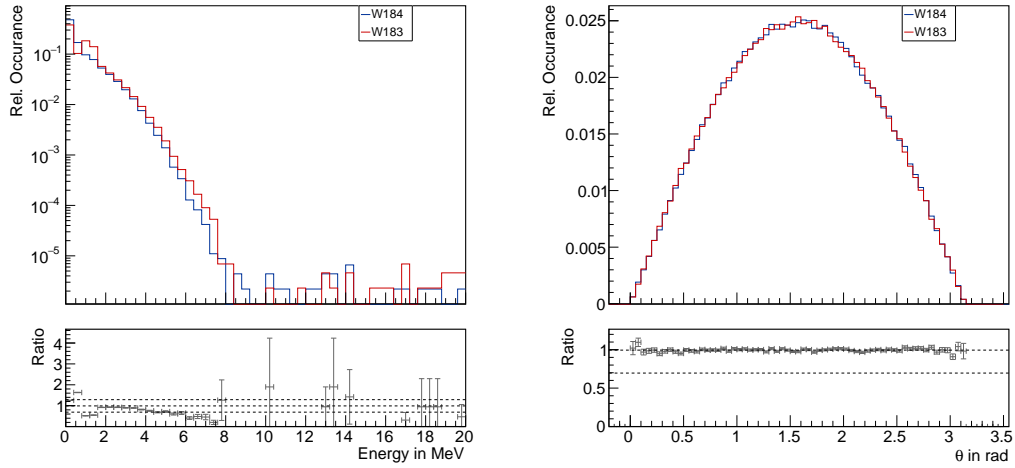 Rel. Occurance
10⁻¹
10⁻²
10⁻³
10⁻⁴
10⁻⁵
W184
W183
Ratio
4
3
2
1
0 2 4 6 8 10 12 14 16 18 20
Energy in MeV
Rel. Occurance
0.025
0.02
0.015
0.01
0.005
0
W184
W183
Ratio
1
0.5
0
0 0.5 1 1.5 2 2.5 3 3.5
θ in rad